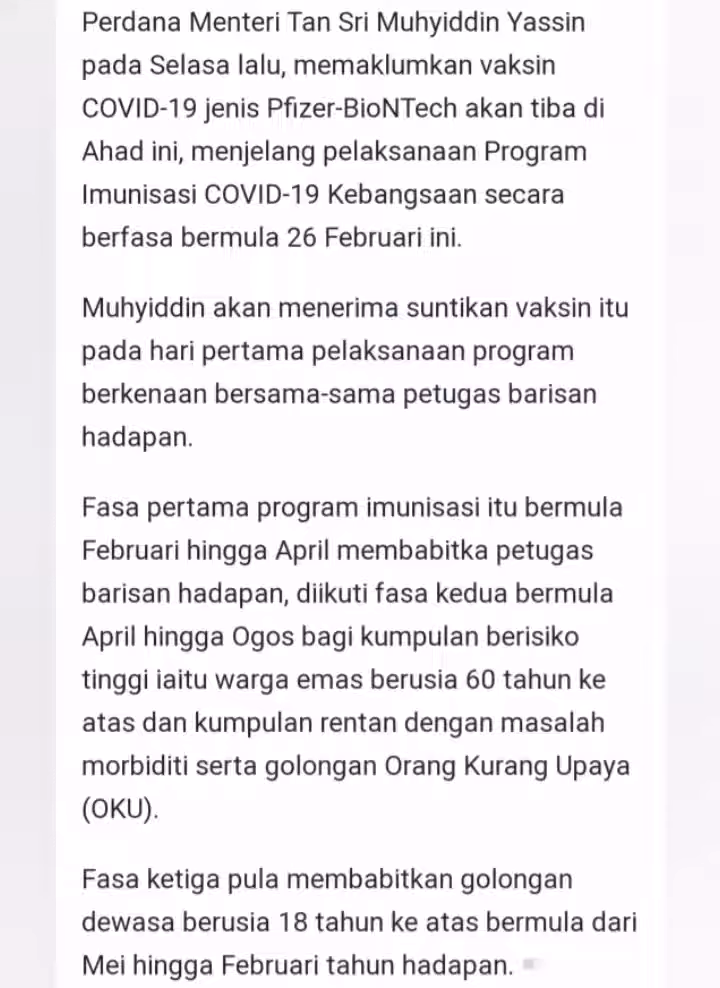 Perdana Menteri Tan Sri Muhyiddin Yassin
pada Selasa lalu, memaklumkan vaksin
COVID-19 jenis Pfizer-BioNTech akan tiba di
Ahad ini, menjelang pelaksanaan Program
Imunisasi COVID-19 Kebangsaan secara
berfasa bermula 26 Februari ini.
Muhyiddin akan menerima suntikan vaksin itu
pada hari pertama pelaksanaan program
berkenaan bersama-sama petugas barisan
hadapan.
Fasa pertama program imunisasi itu bermula
Februari hingga April membabitka petugas
barisan hadapan, diikuti fasa kedua bermula
April hingga Ogos bagi kumpulan berisiko
tinggi iaitu warga emas berusia 60 tahun ke
atas dan kumpulan rentan dengan masalah
morbiditi serta golongan Orang Kurang Upaya
(OKU).
Fasa ketiga pula membabitkan golongan
dewasa berusia 18 tahun ke atas bermula dari
Mei hingga Februari tahun hadapan.